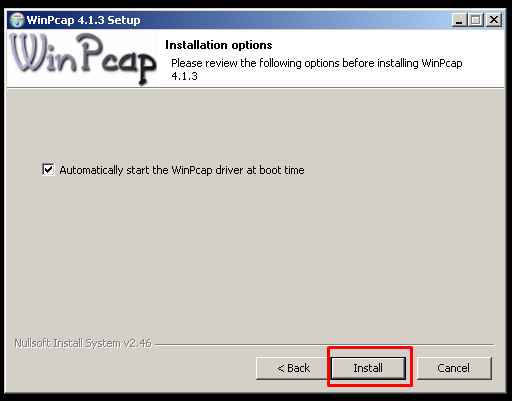 WinPcap 4.1.3 Setup
WinPcap
Installation options
Please review the following options before installing WinPcap
4.1.3
Automatically start the WinPcap driver at boot time
Nullsoft Install System v2.46
< Back
Install
Cancel